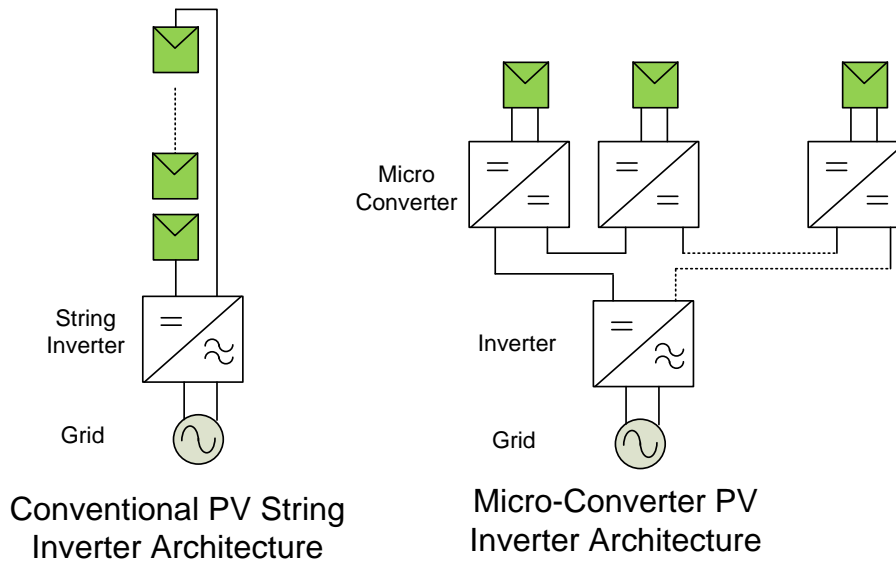 String
Inverter
Grid
Conventional PV String
Inverter Architecture
Micro
Converter
Inverter
Grid
Micro-Converter PV
Inverter Architecture